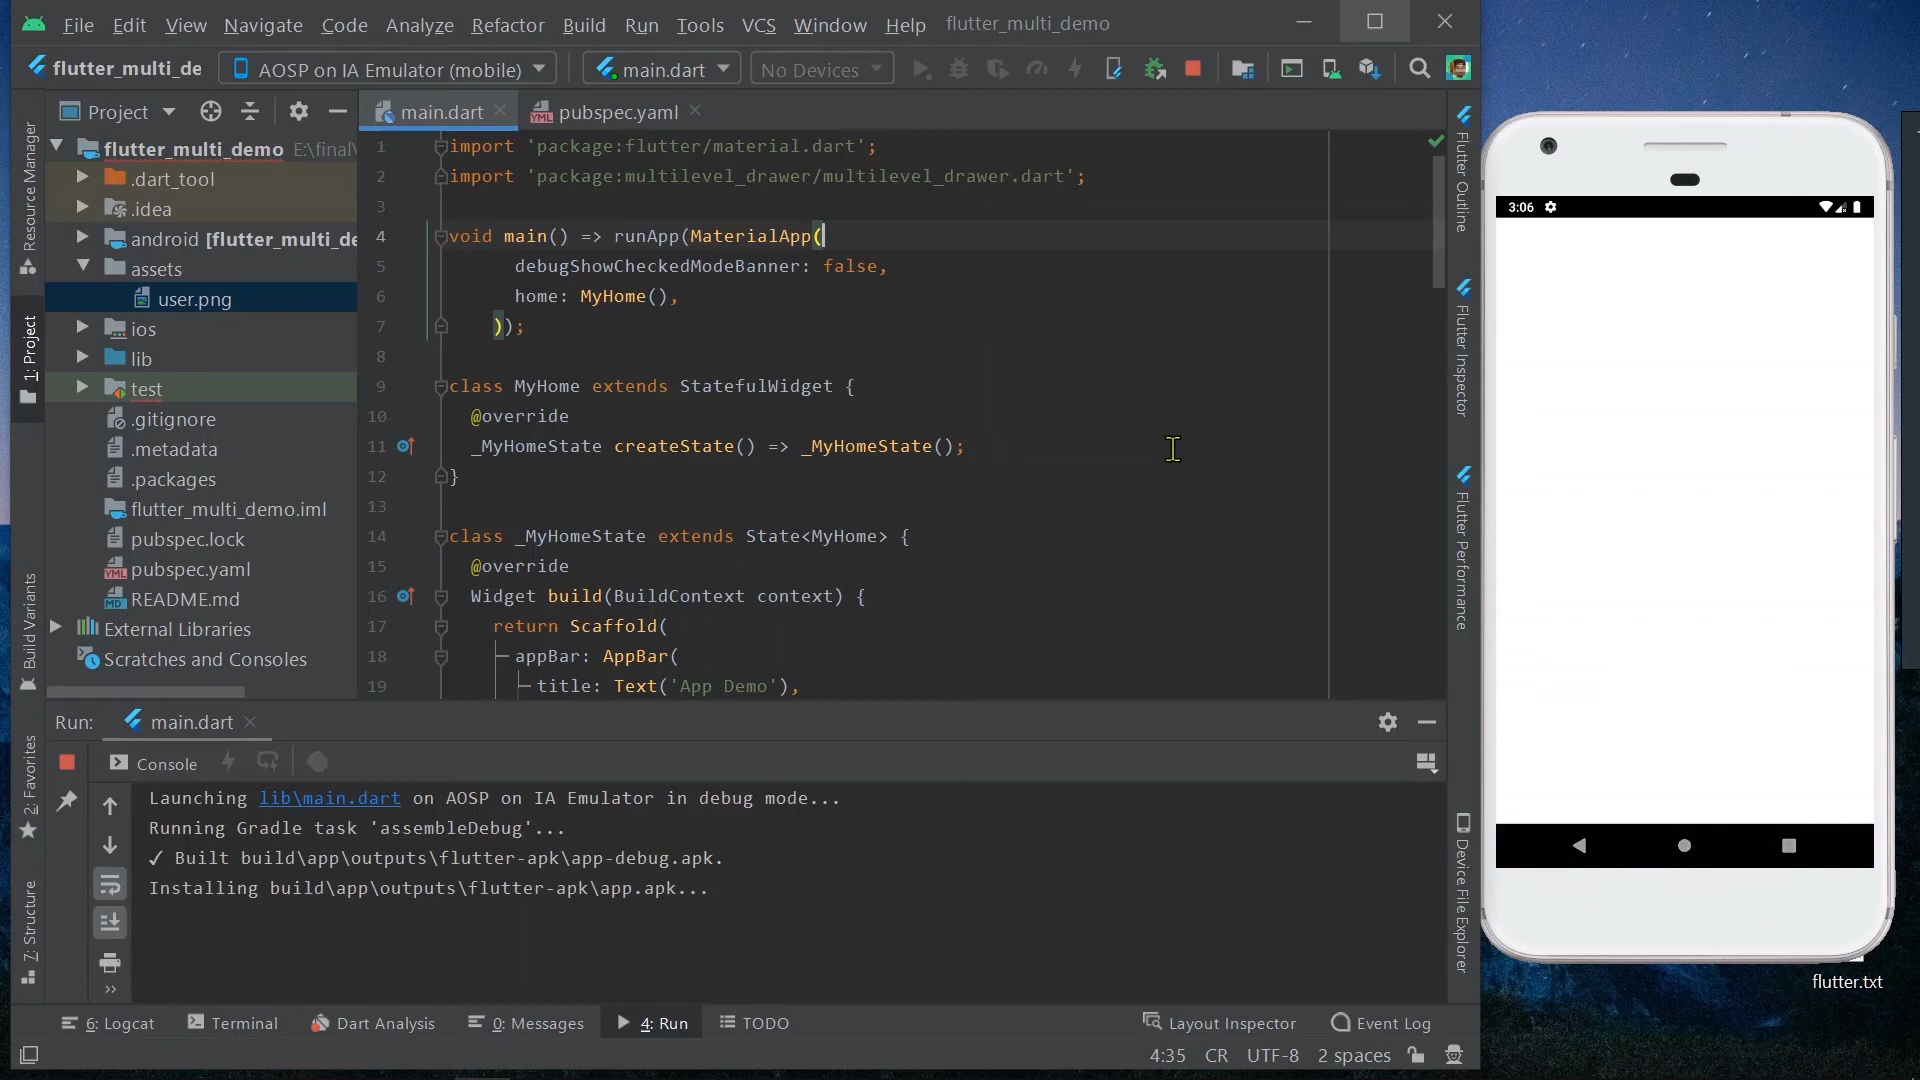 File Edit View Navigate Code Analyze Refactor Build Run Tools VCS Window Help flutter_multi_demo
flutter_multi_de AOSP on IA Emulator (mobile) main.dart No Devices
Project main.dart pubspec.yaml
flutter_multi_demo E:\final\
.dart_tool
.idea
android [flutter_multi_de
assets
user.png
ios
lib
test
.gitignore
.metadata
.packages
flutter_multi_demo.iml
pubspec.lock
pubspec.yaml
README.md
External Libraries
Scratches and Consoles
Resource Manager
1: Project
Build Variants
2: Favorites
7: Structure
1 import 'package:flutter/material.dart';
2 import 'package:multilevel_drawer/multilevel_drawer.dart';
3
4 void main() => runApp(MaterialApp(
5 debugShowCheckedModeBanner: false,
6 home: MyHome(),
7 ));
8
9 class MyHome extends StatefulWidget {
10 @override
11 _MyHomeState createState() => _MyHomeState();
12 }
13
14 class _MyHomeState extends State<MyHome> {
15 @override
16 Widget build(BuildContext context) {
17 return Scaffold(
18 appBar: AppBar(
19 title: Text('App Demo'),
Flutter Outline
Flutter Inspector
Flutter Performance
Device File Explorer
3:06
Run: main.dart
Console
Launching lib\main.dart on AOSP on IA Emulator in debug mode...
Running Gradle task 'assembleDebug'...
✓ Built build\app\outputs\flutter-apk\app-debug.apk.
Installing build\app\outputs\flutter-apk\app.apk...
flutter.txt
6: Logcat Terminal Dart Analysis 0: Messages 4: Run TODO Layout Inspector Event Log
4:35 CR UTF-8 2 spaces